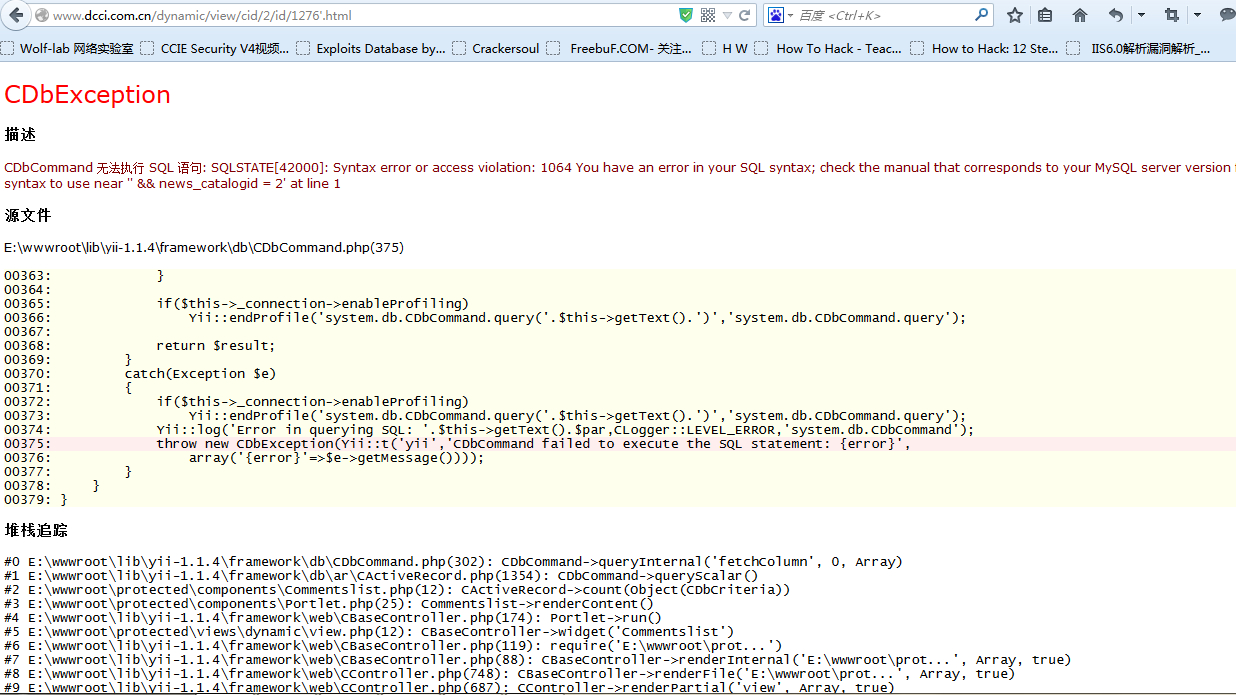 www.dcci.com.cn/dynamic/view/cid/2/id/1276'.html
百度 <Ctrl+K>
Wolf-lab 网络实验室 CCIE Security V4视频... Exploits Database by... Crackersoul FreebuF.COM- 关注... H W How To Hack - Teac... How to Hack: 12 Ste... IIS6.0解析漏洞解析_...
CDbException
描述
CDbCommand 无法执行 SQL 语句: SQLSTATE[42000]: Syntax error or access violation: 1064 You have an error in your SQL syntax; check the manual that corresponds to your MySQL server version
syntax to use near '' && news_catalogid = 2' at line 1
源文件
E:\wwwroot\lib\yii-1.1.4\framework\db\CDbCommand.php(375)
00363:             }
00364:
00365:             if($this->_connection->enableProfiling)
00366:                 Yii::endProfile('system.db.CDbCommand.query('.$this->getText().')','system.db.CDbCommand.query');
00367:
00368:             return $result;
00369:         }
00370:         catch(Exception $e)
00371:         {
00372:             if($this->_connection->enableProfiling)
00373:                 Yii::endProfile('system.db.CDbCommand.query('.$this->getText().')','system.db.CDbCommand.query');
00374:             Yii::log('Error in querying SQL: '.$this->getText().$par,CLogger::LEVEL_ERROR,'system.db.CDbCommand');
00375:             throw new CDbException(Yii::t('yii','CDbCommand failed to execute the SQL statement: {error}',
00376:                 array('{error}'=>$e->getMessage())));
00377:         }
00378:     }
00379: }
堆栈追踪
#0 E:\wwwroot\lib\yii-1.1.4\framework\db\CDbCommand.php(302): CDbCommand->queryInternal('fetchColumn', 0, Array)
#1 E:\wwwroot\lib\yii-1.1.4\framework\db\ar\CActiveRecord.php(1354): CDbCommand->queryScalar()
#2 E:\wwwroot\protected\components\Commentslist.php(12): CActiveRecord->count(Object(CDbCriteria))
#3 E:\wwwroot\protected\components\Portlet.php(25): Commentslist->renderContent()
#4 E:\wwwroot\lib\yii-1.1.4\framework\web\CBaseController.php(174): Portlet->run()
#5 E:\wwwroot\protected\views\dynamic\view.php(12): CBaseController->widget('Commentslist')
#6 E:\wwwroot\lib\yii-1.1.4\framework\web\CBaseController.php(119): require('E:\wwwroot\prot...')
#7 E:\wwwroot\lib\yii-1.1.4\framework\web\CBaseController.php(88): CBaseController->renderInternal('E:\wwwroot\prot...', Array, true)
#8 E:\wwwroot\lib\yii-1.1.4\framework\web\CController.php(748): CBaseController->renderFile('E:\wwwroot\prot...', Array, true)
#9 E:\wwwroot\lib\yii-1.1.4\framework\web\CController.php(687): CController->renderPartial('view', Array, true)